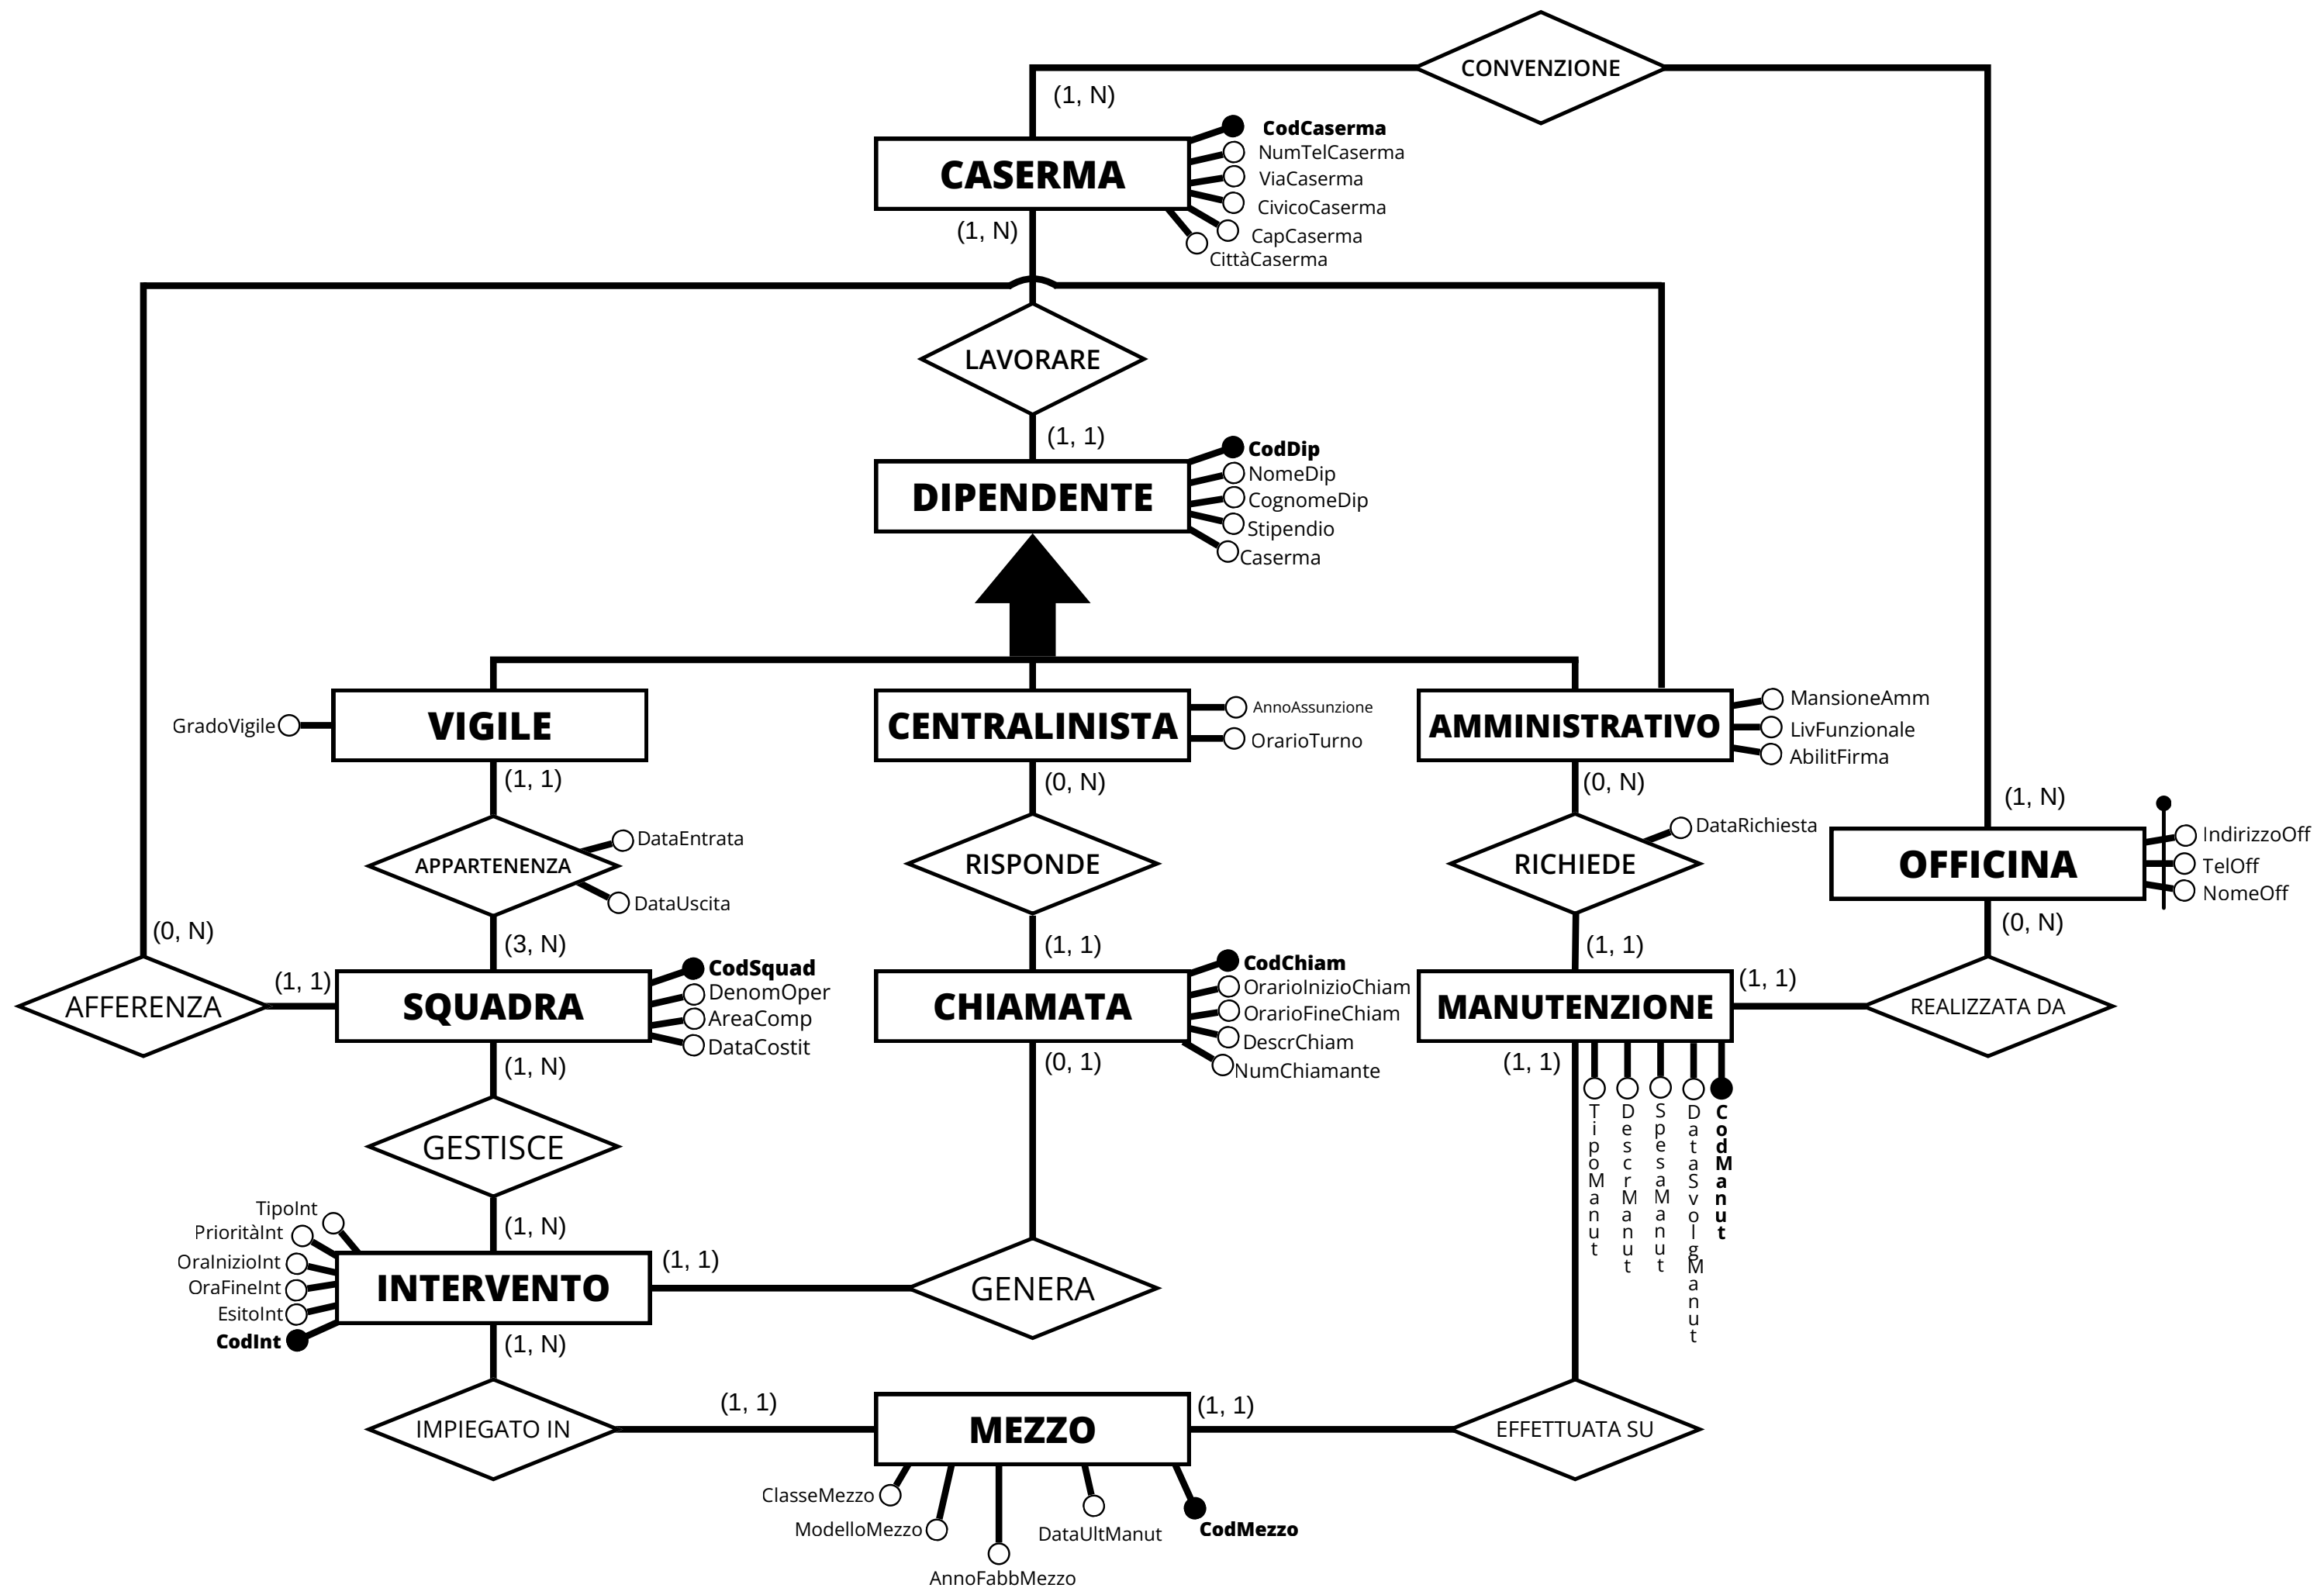 CONVENZIONE
(1, N)
CASERMA
CodCaserma
NumTelCaserma
ViaCaserma
CivicoCaserma
CapCaserma
CittàCaserma
(1, N)
LAVORARE
(1, 1)
DIPENDENTE
CodDip
NomeDip
CognomeDip
Stipendio
Caserma
GradoVigile
VIGILE
CENTRALINISTA
AnnoAssunzione
OrarioTurno
AMMINISTRATIVO
MansioneAmm
LivFunzionale
AbilitFirma
(1, 1)
(0, N)
(0, N)
(1, N)
APPARTENENZA
DataEntrata
DataUscita
RISPONDE
RICHIEDE
DataRichiesta
OFFICINA
IndirizzoOff
TelOff
NomeOff
(0, N)
(3, N)
(1, 1)
(1, 1)
(0, N)
AFFERENZA
(1, 1)
SQUADRA
CodSquad
DenomOper
AreaComp
DataCostit
CHIAMATA
CodChiam
OrarioInizioChiam
OrarioFineChiam
DescrChiam
NumChiamante
MANUTENZIONE
(1, 1)
REALIZZATA DA
(1, N)
(0, 1)
(1, 1)
TipoManut
DescrManut
SpesaManut
DataSvolgManut
CodManut
GESTISCE
(1, N)
TipoInt
PrioritàInt
OraInizioInt
OraFineInt
EsitoInt
CodInt
INTERVENTO
(1, 1)
GENERA
(1, N)
IMPIEGATO IN
(1, 1)
MEZZO
(1, 1)
EFFETTUATA SU
ClasseMezzo
ModelloMezzo
AnnoFabbMezzo
DataUltManut
CodMezzo